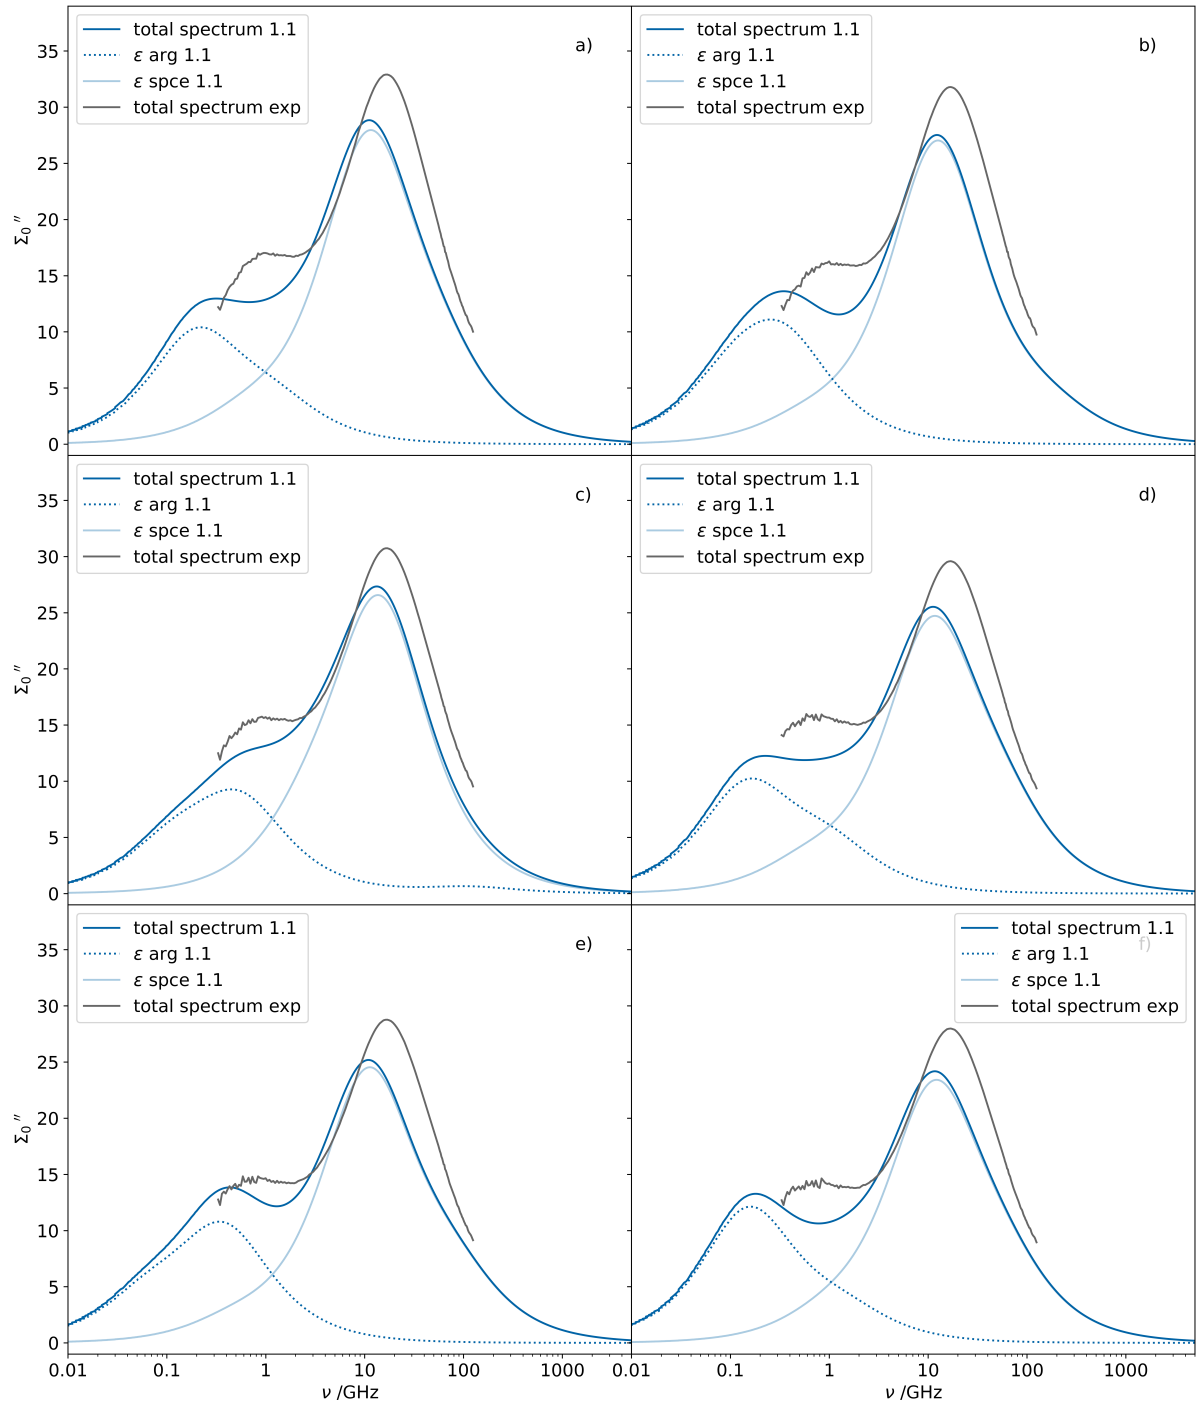 total spectrum 1.1
ε arg 1.1
ε spce 1.1
total spectrum exp
a)
35
30
25
20
15
10
5
0
Σ₀″
total spectrum 1.1
ε arg 1.1
ε spce 1.1
total spectrum exp
b)
total spectrum 1.1
ε arg 1.1
ε spce 1.1
total spectrum exp
c)
35
30
25
20
15
10
5
0
Σ₀″
total spectrum 1.1
ε arg 1.1
ε spce 1.1
total spectrum exp
d)
total spectrum 1.1
ε arg 1.1
ε spce 1.1
total spectrum exp
e)
35
30
25
20
15
10
5
0
Σ₀″
0.01 0.1 1 10 100 1000
ν /GHz
total spectrum 1.1
ε arg 1.1
ε spce 1.1
total spectrum exp
f)
0.01 0.1 1 10 100 1000
ν /GHz